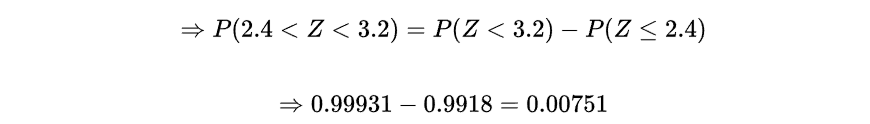 ⇒ P(2.4 < Z < 3.2) = P(Z < 3.2) − P(Z ≤ 2.4)
⇒ 0.99931 − 0.9918 = 0.00751